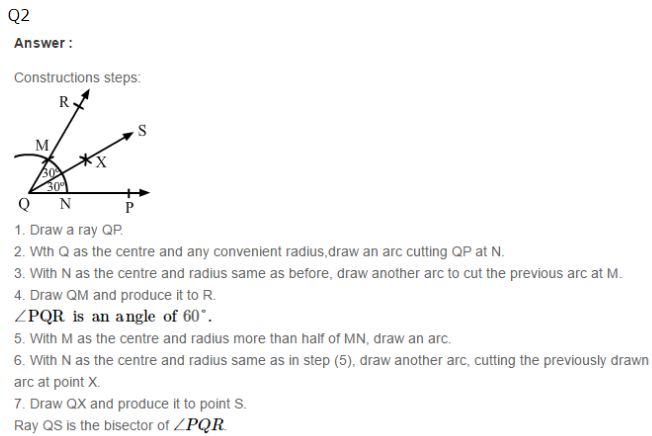 Q2
Answer :
Constructions steps:
R
S
M
X
30°
30°
Q N P
1. Draw a ray QP.
2. Wth Q as the centre and any convenient radius,draw an arc cutting QP at N.
3. With N as the centre and radius same as before, draw another arc to cut the previous arc at M.
4. Draw QM and produce it to R.
∠PQR is an angle of 60°.
5. With M as the centre and radius more than half of MN, draw an arc.
6. With N as the centre and radius same as in step (5), draw another arc, cutting the previously drawn
arc at point X.
7. Draw QX and produce it to point S.
Ray QS is the bisector of ∠PQR.